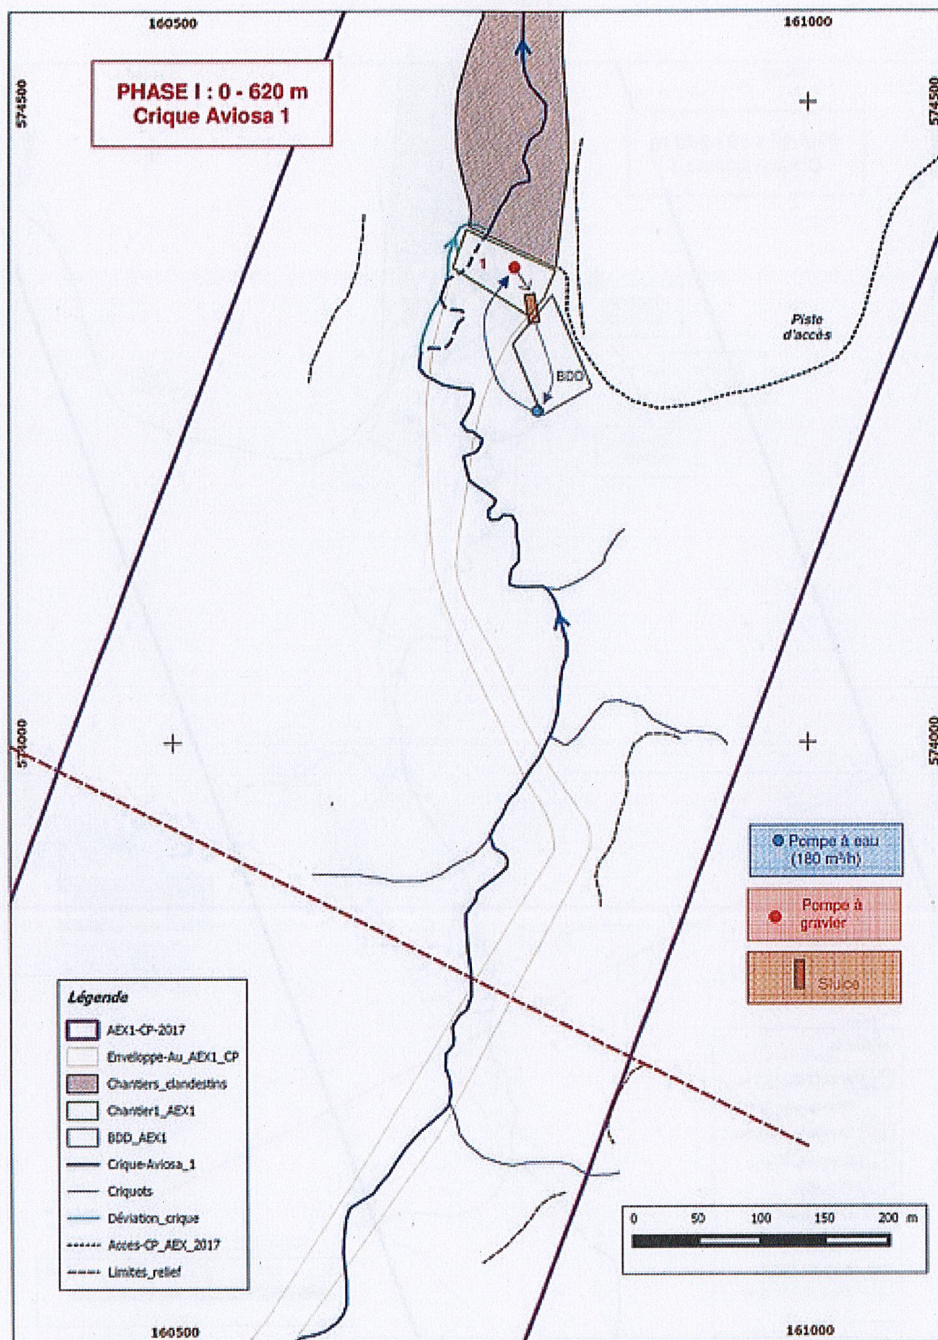 160500
161000
574500
574500
PHASE I : 0 - 620 m
Crique Aviosa 1
1
Piste
d'accès
BDD
574000
574000
Pompe à eau
(180 m³/h)
Pompe à
gravier
Sluice
Légende
AEX1-CP-2017
Enveloppe-Au_AEX1_CP
Chantiers_clandestins
Chantier1_AEX1
BDD_AEX1
Crique-Aviosa_1
Criquots
Déviation_crique
Acces-CP_AEX_2017
Limites_relief
0 50 100 150 200 m
160500
161000